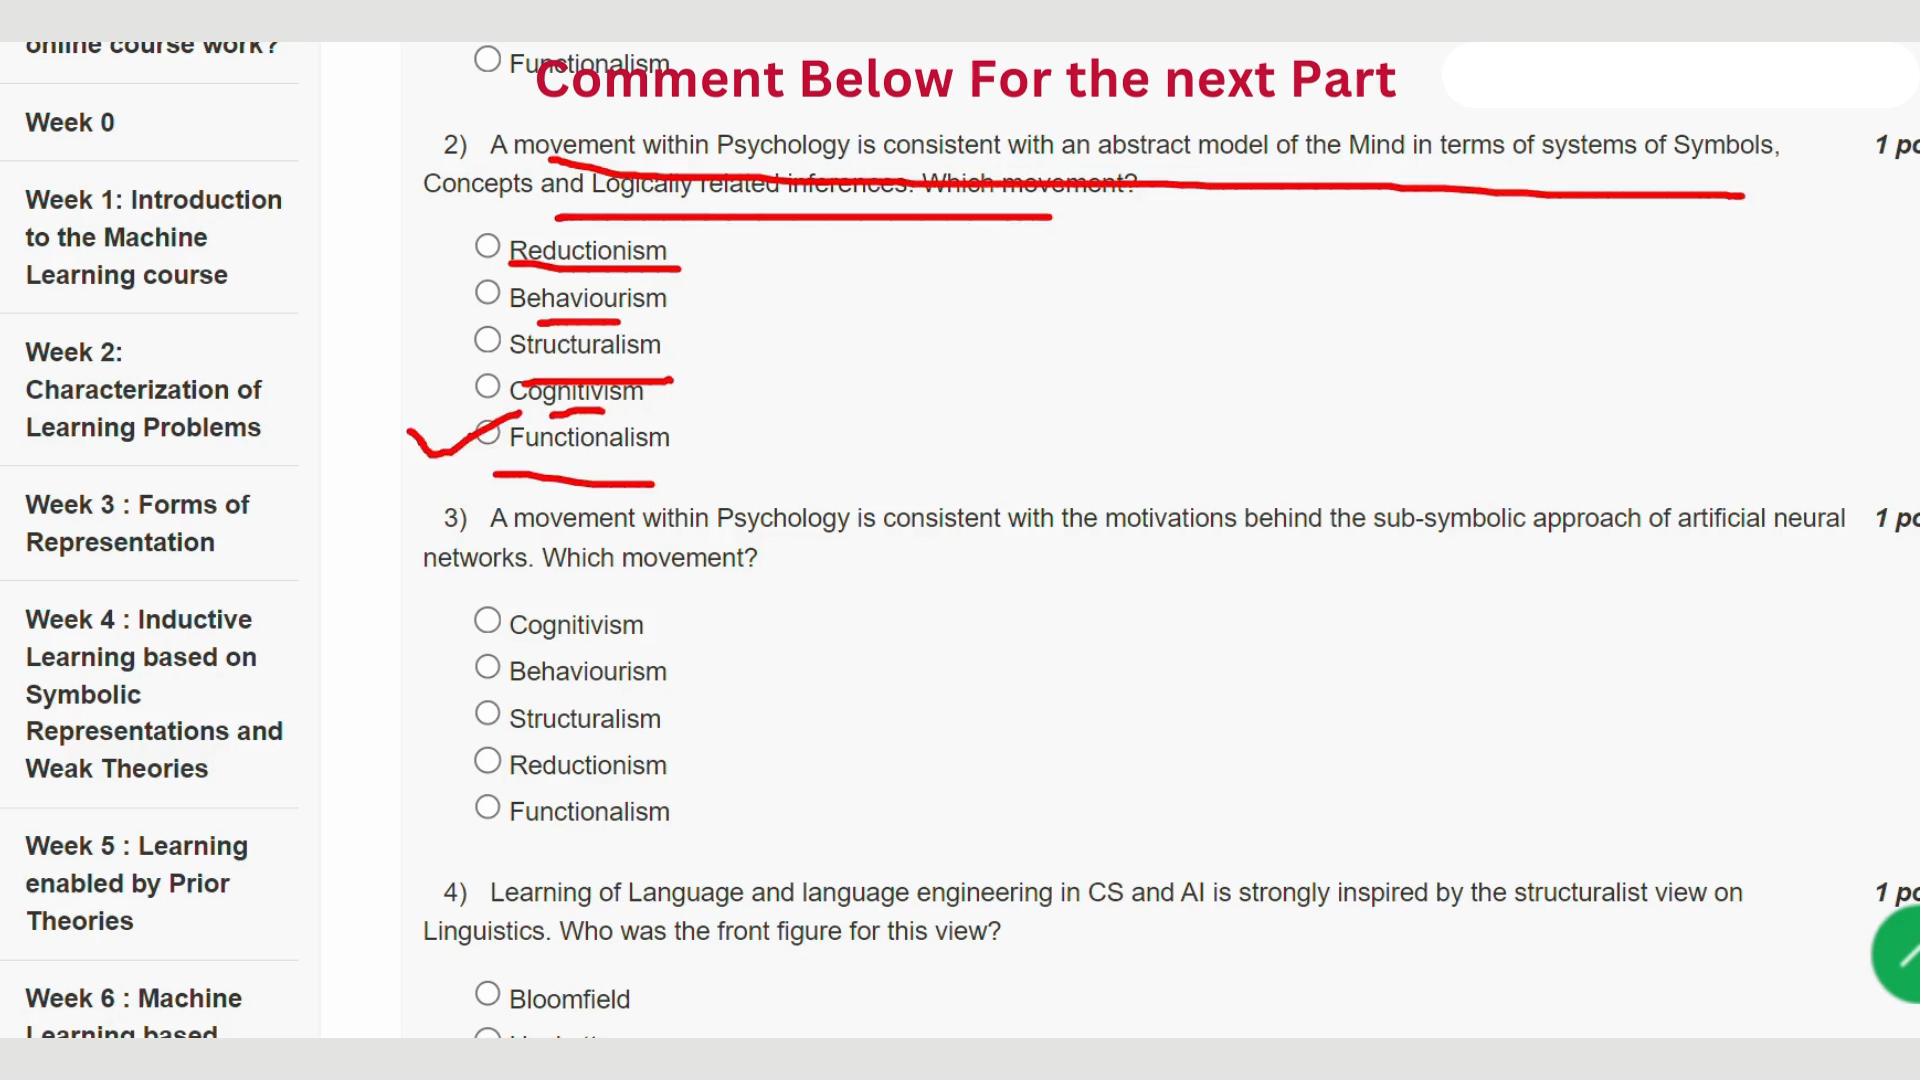 online course work?
Week 0
Week 1: Introduction
to the Machine
Learning course
Week 2:
Characterization of
Learning Problems
Week 3 : Forms of
Representation
Week 4 : Inductive
Learning based on
Symbolic
Representations and
Weak Theories
Week 5 : Learning
enabled by Prior
Theories
Week 6 : Machine
Learning based
Functionalism
Comment Below For the next Part
2) A movement within Psychology is consistent with an abstract model of the Mind in terms of systems of Symbols, 1 po
Concepts and Logically related inferences. Which movement?
Reductionism
Behaviourism
Structuralism
Cognitivism
Functionalism
3) A movement within Psychology is consistent with the motivations behind the sub-symbolic approach of artificial neural 1 po
networks. Which movement?
Cognitivism
Behaviourism
Structuralism
Reductionism
Functionalism
4) Learning of Language and language engineering in CS and AI is strongly inspired by the structuralist view on 1 po
Linguistics. Who was the front figure for this view?
Bloomfield